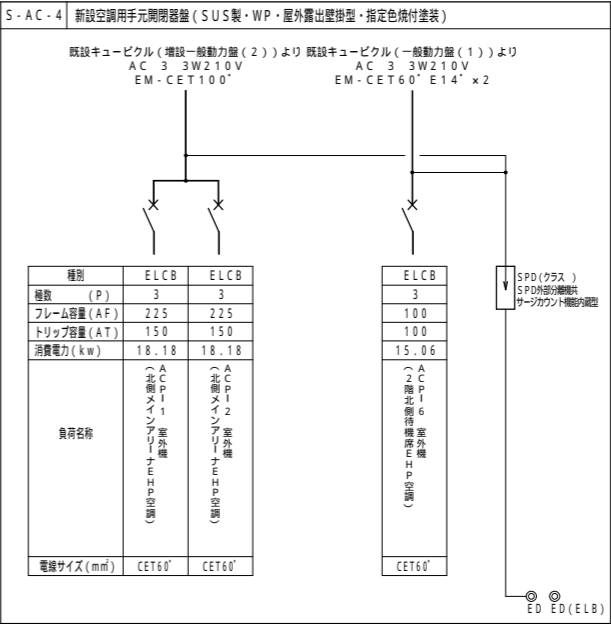 S-AC-4 新設空調用手元開閉器盤(SUS製・WP・屋外露出壁掛型・指定色焼付塗装)
既設キュービクル(増設一般動力盤(2))より 既設キュービクル(一般動力盤(1))より
AC 3 3W210V AC 3 3W210V
EM-CET100゜ EM-CET60゜ E14゜ ×2
SPD(クラス )
SPD外部分離機共
サージカウント機能内蔵型
種別 ELCB ELCB ELCB
極数 (P) 3 3 3
フレーム容量(AF) 225 225 100
トリップ容量(AT) 150 150 100
消費電力(kw) 18.18 18.18 15.06
負荷名称
ACP-1 室外機
(北側メインアリーナEHP空調)
ACP-2 室外機
(北側メインアリーナEHP空調)
ACP-6 室外機
(2階北側待機席EHP空調)
電線サイズ(mm²) CET60゜ CET60゜ CET60゜
ED ED(ELB)